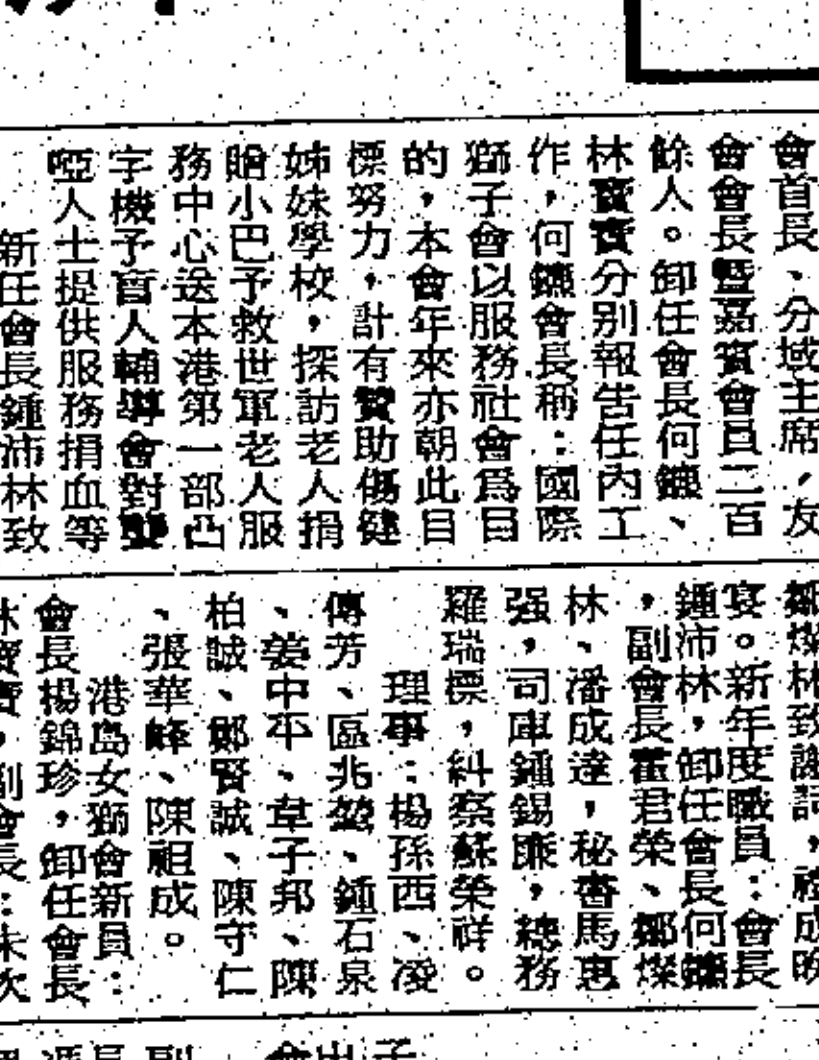 會首長、分域主席，友
會會長暨嘉賓會員二百
餘人。卸任會長何鑣、
林寶寶分别報告任內工
作，何鑣會長稱：國際
獅子會以服務社會爲目
的，本會年來亦朝此目
標努力，計有贊助傷健
姊妹學校，探訪老人捐
贈小巴予救世軍老人服
務中心送本港第一部凸
字機予盲人輔導會對聾
啞人士提供服務捐血等
新任會長鍾沛林致
鄒燦林致謝詞，禮成晚
宴。新年度職員：會長
鍾沛林，卸任會長何鑣
，副會長霍君榮、鄒燦
林、潘成達，秘書馬惠
强，司庫鍾錫廉，總務
羅瑞標，糾察蘇榮祥。
理事：楊孫西、凌
傳芳、區兆螢、鍾石泉
、姜中平、韋子邦、陳
柏誠、鄭賢誠、陳守仁
、張華峰、陳祖成。
港島女獅會新員：
會長楊錦珍，卸任會長
林寶寶，副會長：朱次